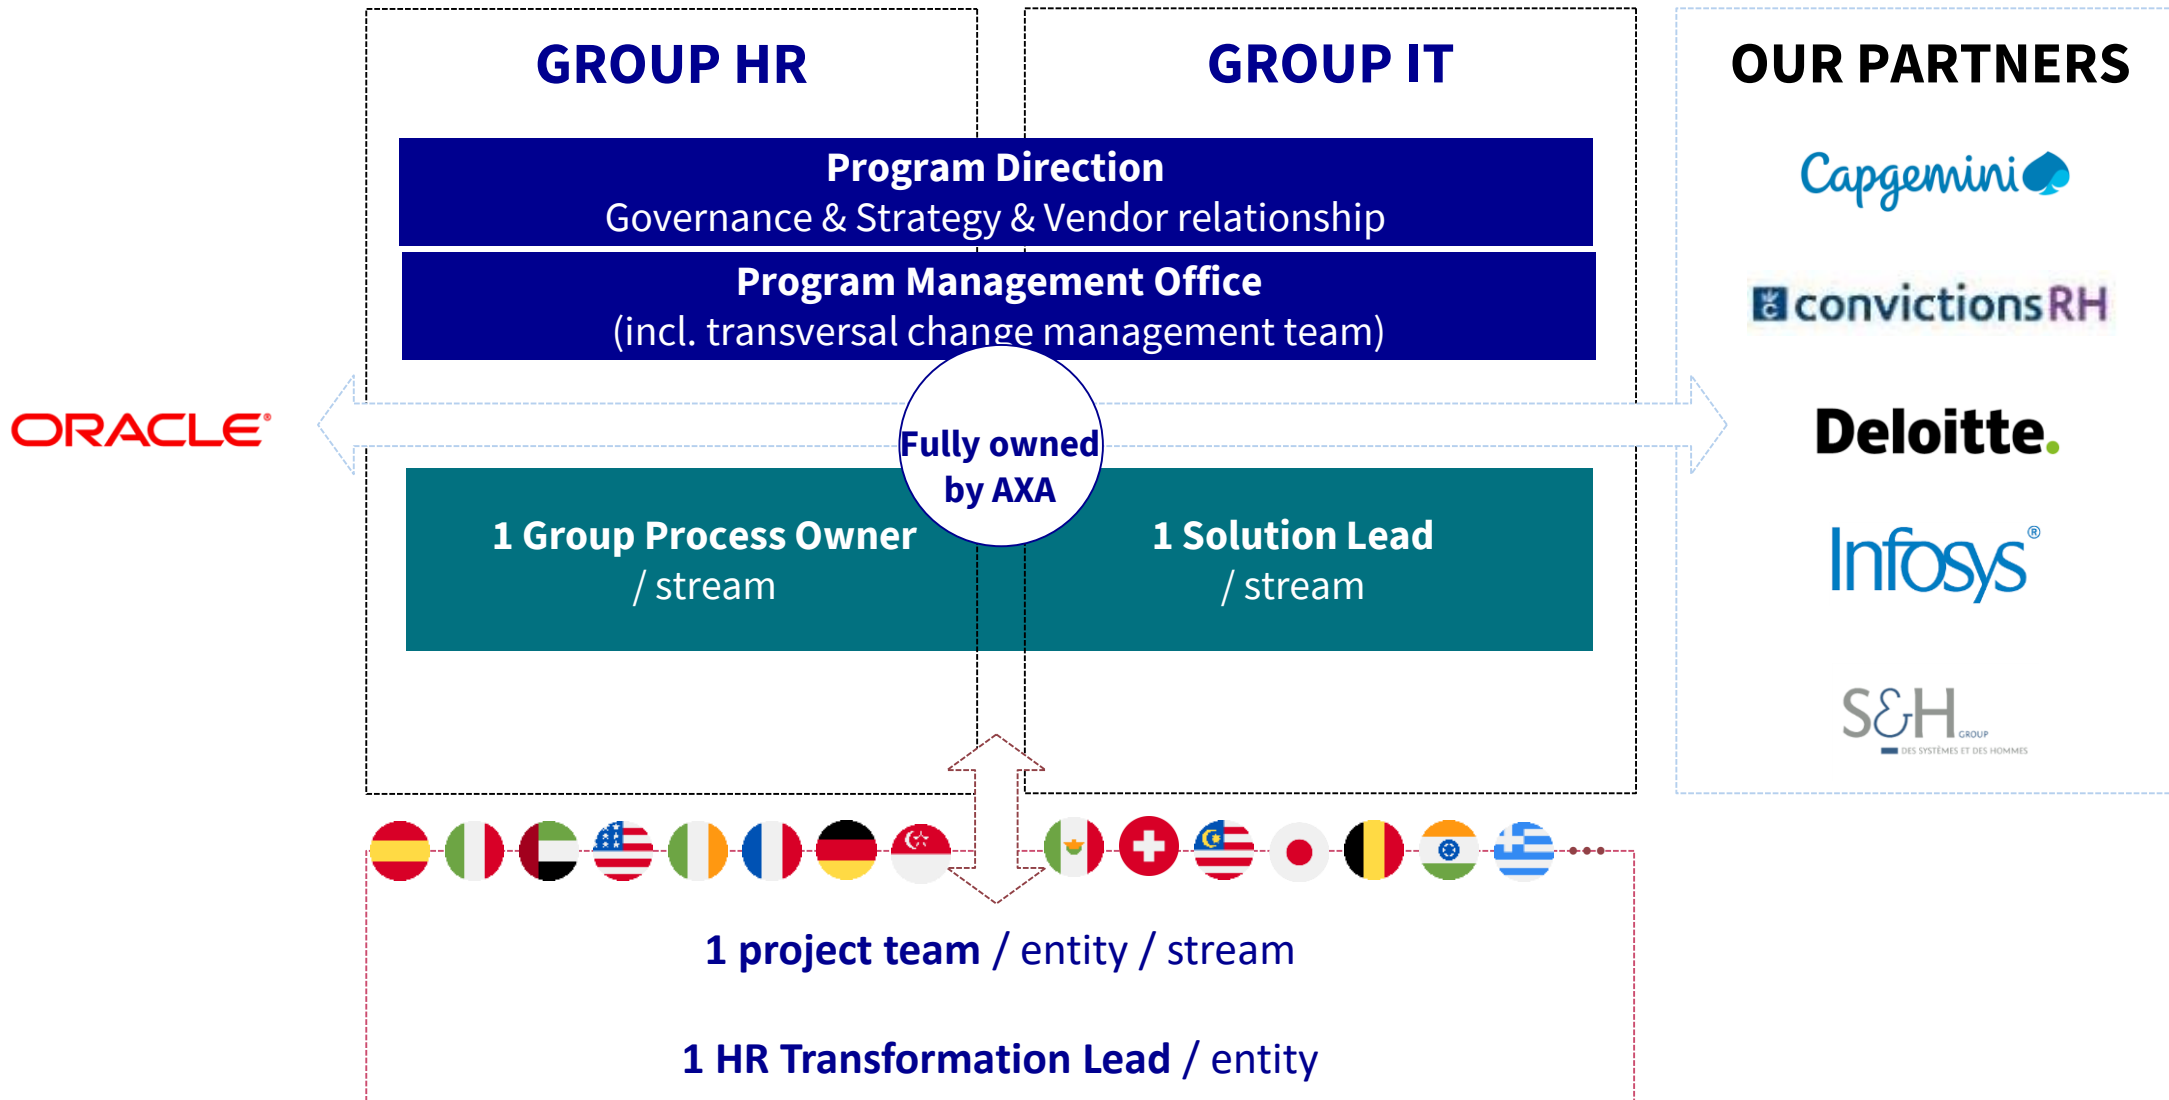 GROUP HR
GROUP IT
OUR PARTNERS
Program Direction
Governance & Strategy & Vendor relationship
Program Management Office
(incl. transversal change management team)
ORACLE®
Fully owned
by AXA
1 Group Process Owner
/ stream
1 Solution Lead
/ stream
Capgemini
convictionsRH
Deloitte.
Infosys®
S&H GROUP
DES SYSTÈMES ET DES HOMMES
1 project team / entity / stream
1 HR Transformation Lead / entity